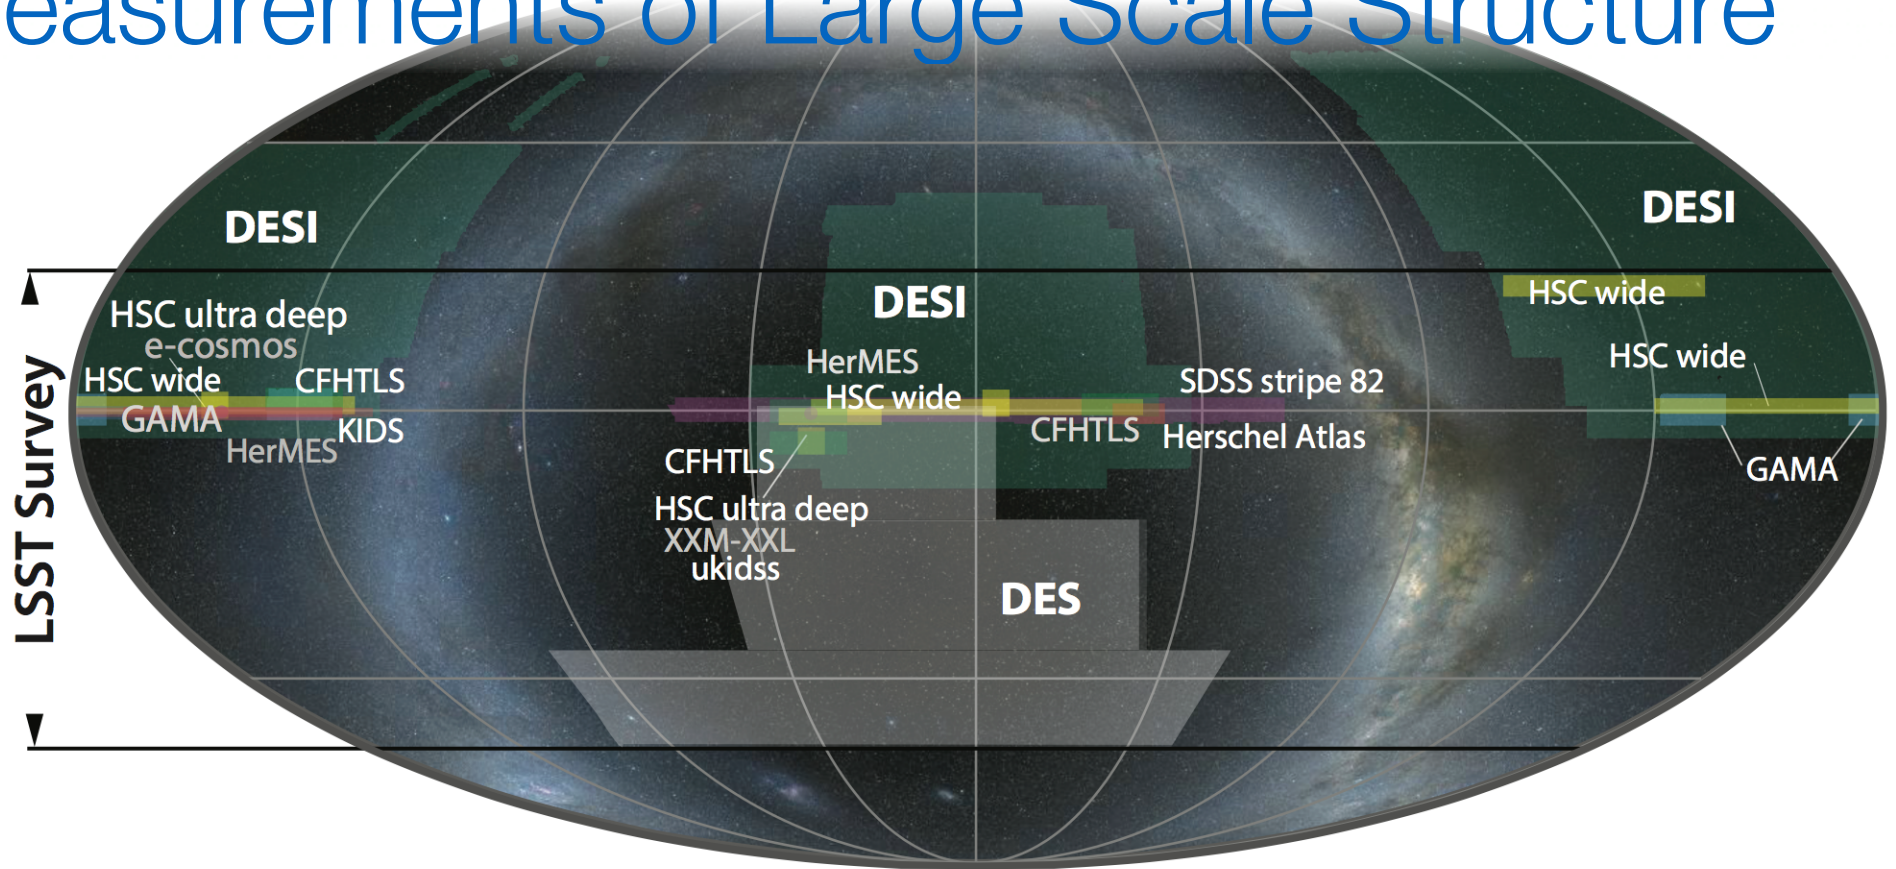 easurements of Large Scale Structure
DESI
DESI
DESI
HSC wide
HSC ultra deep
e-cosmos
HSC wide
CFHTLS
GAMA
KIDS
HerMES
HerMES
HSC wide
SDSS stripe 82
CFHTLS
Herschel Atlas
HSC wide
GAMA
CFHTLS
HSC ultra deep
XXM-XXL
ukidss
DES
LSST Survey